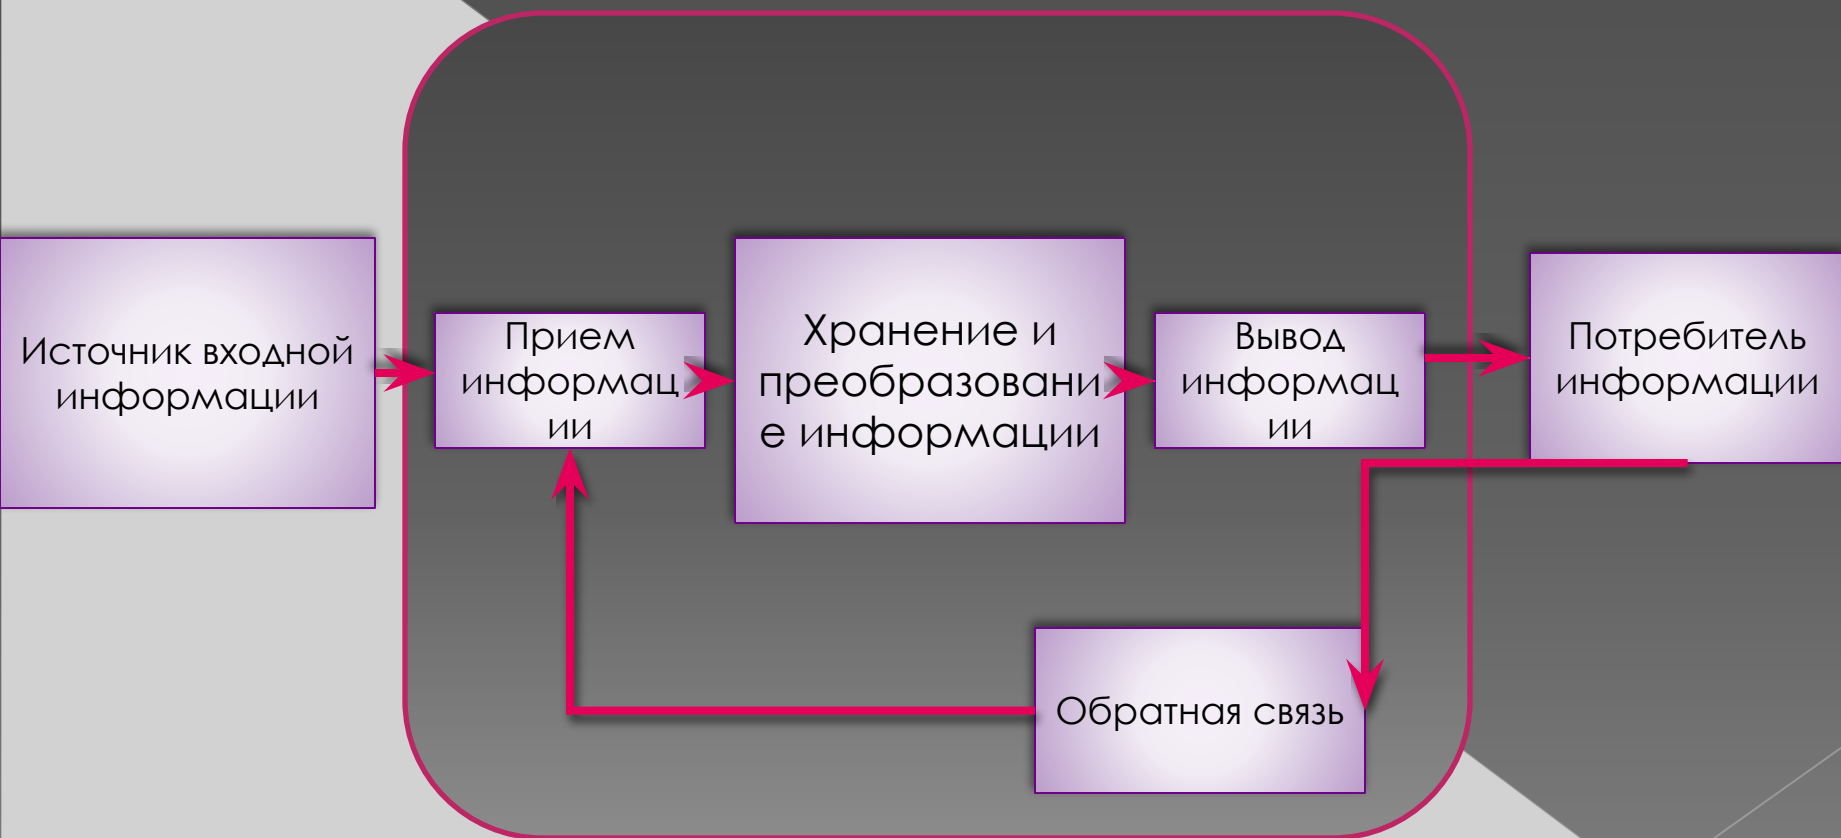 Источник входной
информации
Прием
информац
ии
Хранение и
преобразовани
е информации
Вывод
информац
ии
Потребитель
информации
Обратная связь